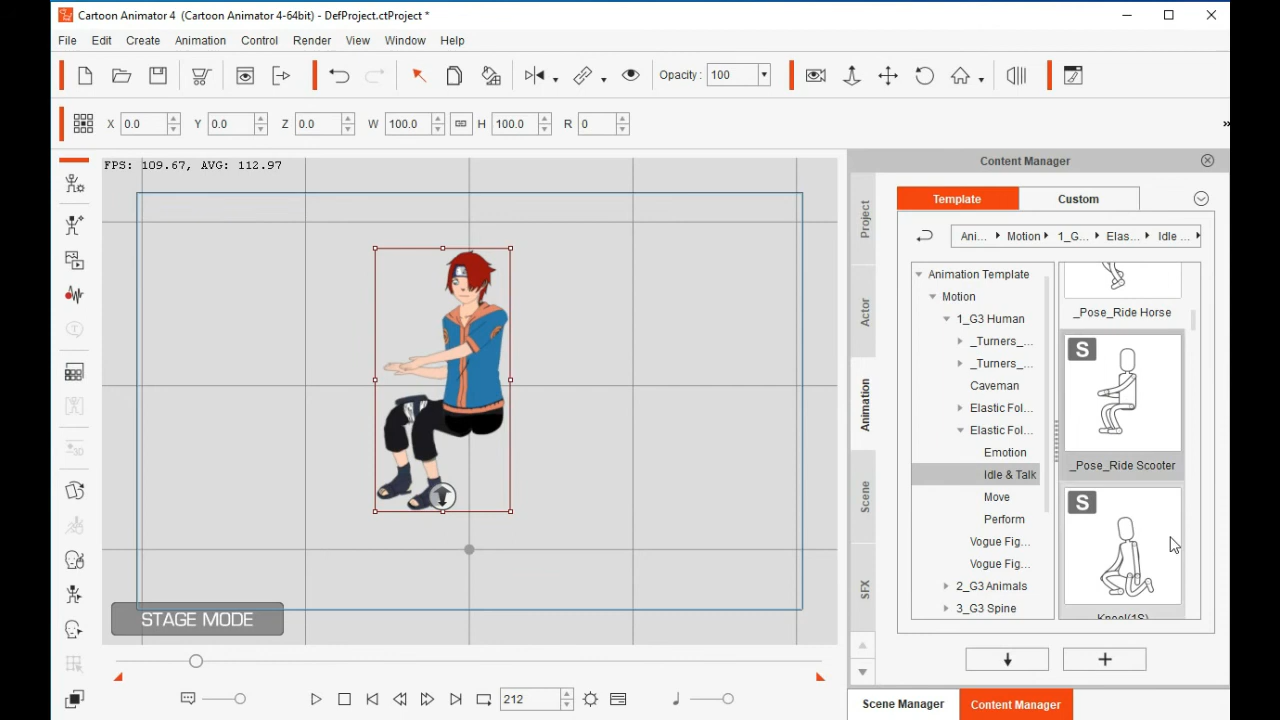 Cartoon Animator 4 (Cartoon Animator 4-64bit) - DefProject.ctProject *
File Edit Create Animation Control Render View Window Help
Opacity : 100
X 0.0 Y 0.0 Z 0.0 W 100.0 H 100.0 R 0 »
FPS: 109.67, AVG: 112.97
Content Manager
Template Custom
Ani... Motion 1_G... Elas... Idle ...
Project
Actor
Animation
Scene
SFX
Animation Template
Motion
1_G3 Human
_Turners_...
_Turners_...
Caveman
Elastic Fol...
Elastic Fol...
Emotion
Idle & Talk
Move
Perform
Vogue Fig...
Vogue Fig...
2_G3 Animals
3_G3 Spine
_Pose_Ride Horse
S
_Pose_Ride Scooter
S
Kneel(1S)
+30
STAGE MODE
212
Scene Manager Content Manager